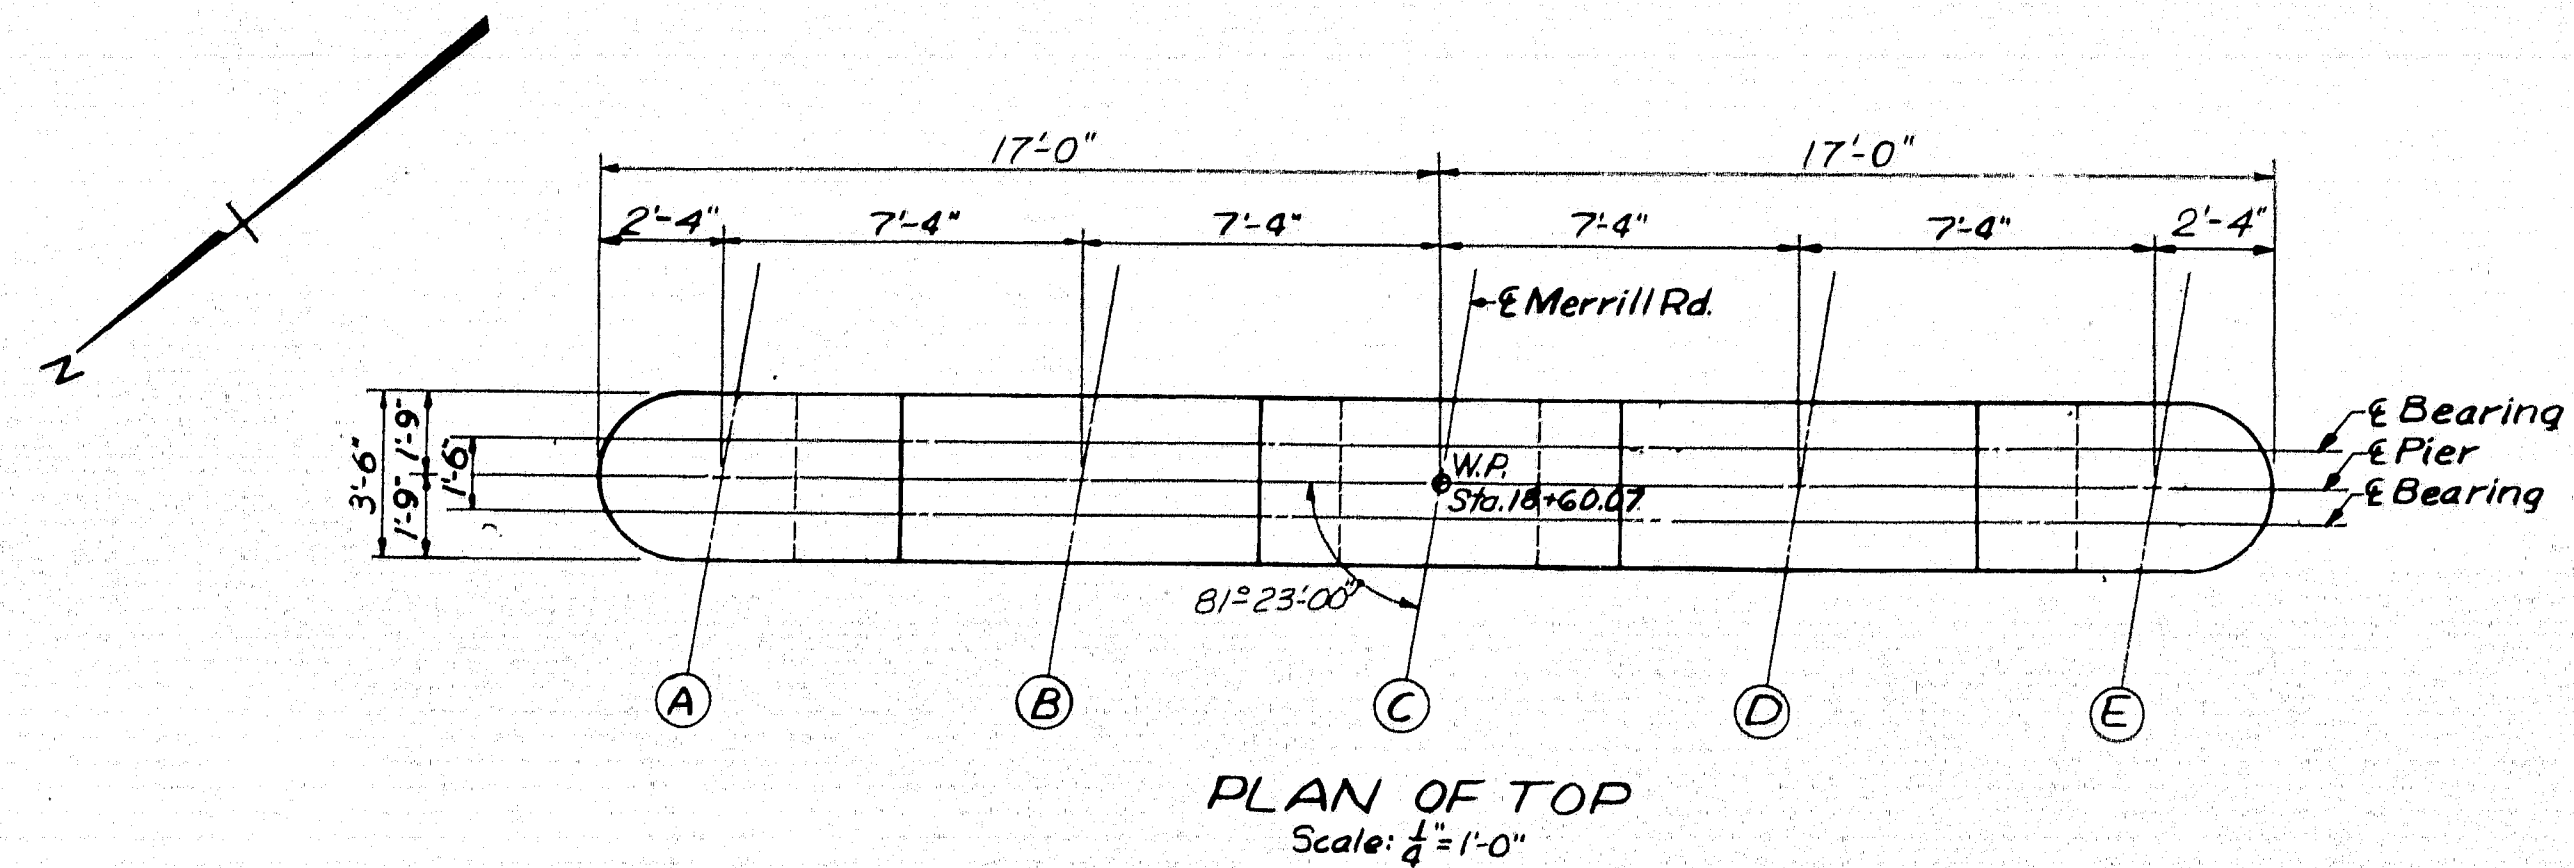 17'-0" 17'-0"
2'-4" 7'-4" 7'-4" 7'-4" 7'-4" 2'-4"
℄ Merrill Rd.
N
3'-6"
1'-9"
1'-9"
1'-6"
W.P.
Sta. 18+60.07
℄ Bearing
℄ Pier
℄ Bearing
81°-23'-00"
A B C D E
PLAN OF TOP
Scale: 1/4" = 1'-0"